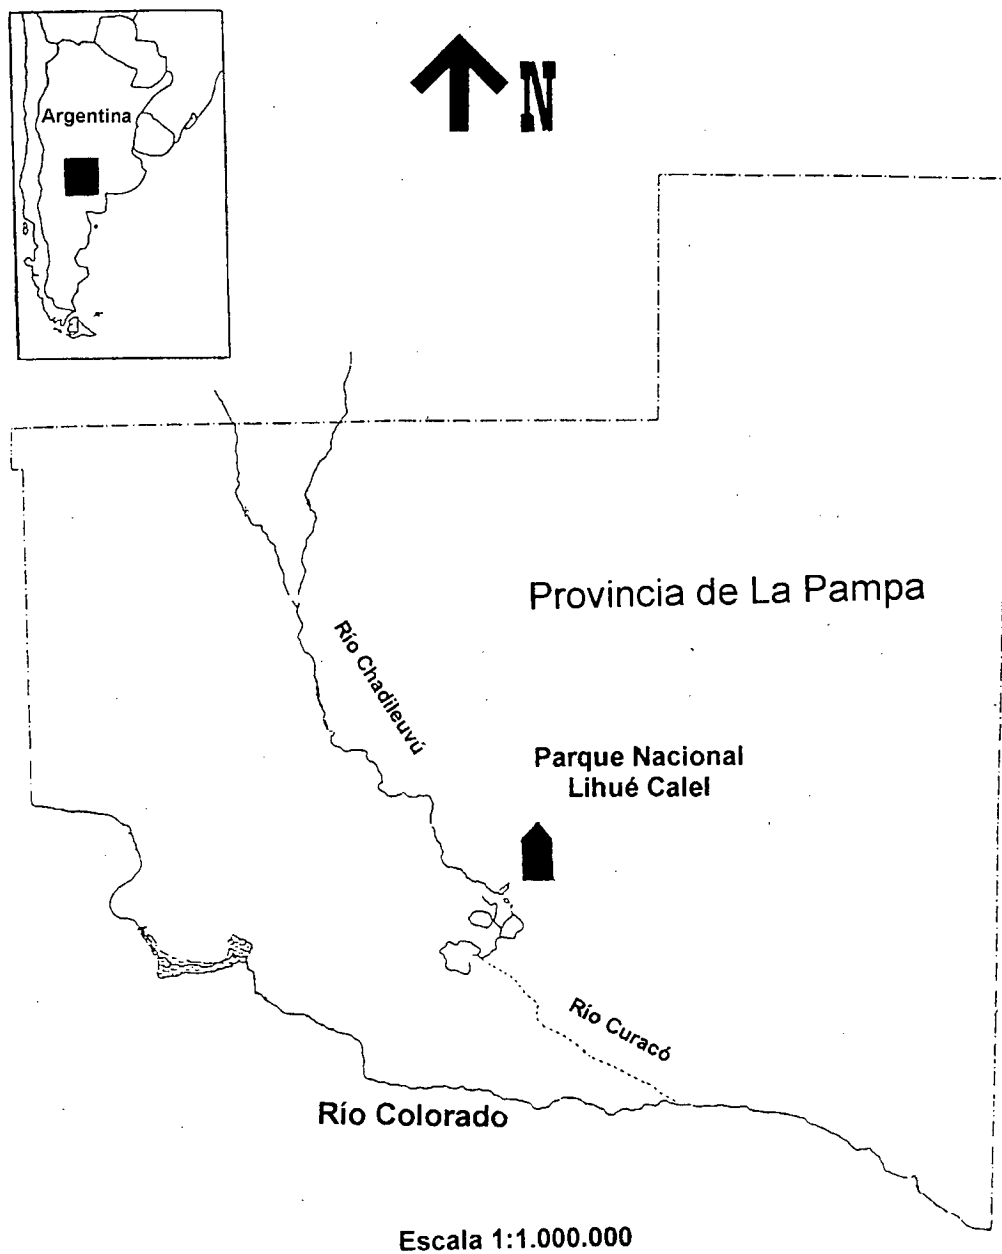 Argentina
N
Provincia de La Pampa
Río Chadileuvú
Parque Nacional
Lihué Calel
Río Curacó
Río Colorado
Escala 1:1.000.000